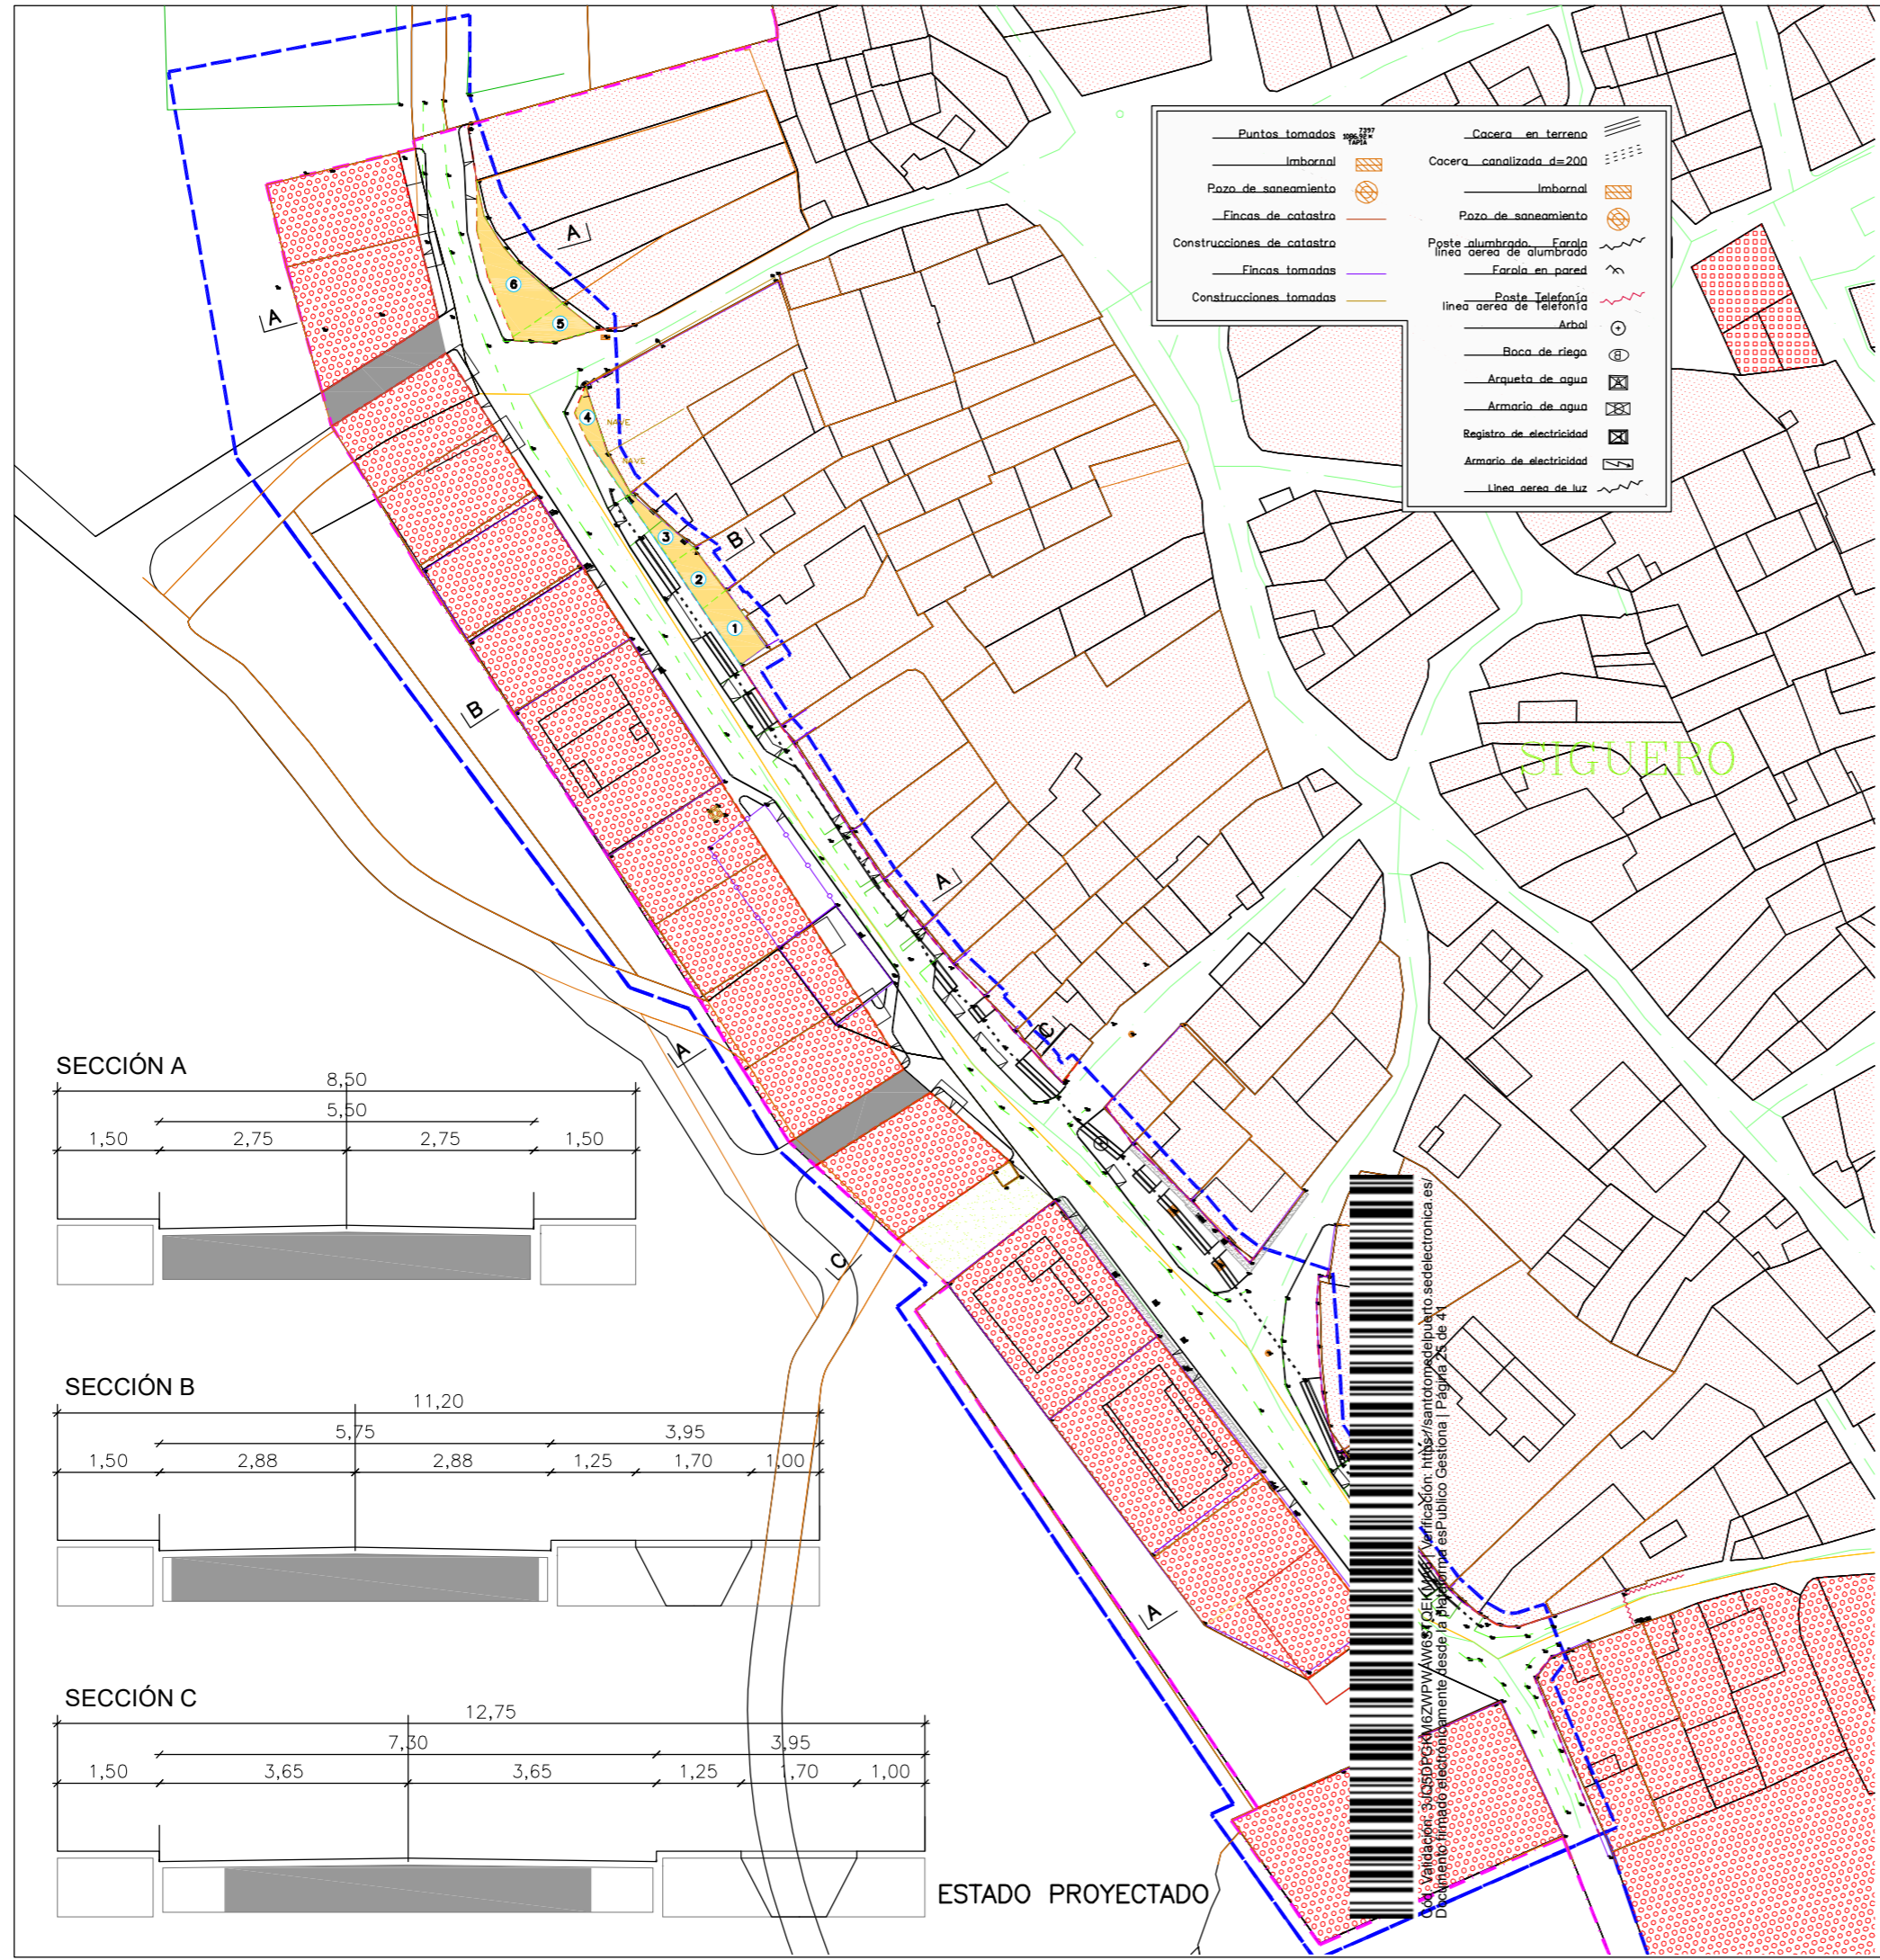 Puntos tomados
7397
TAPIA
Imbornal
Pozo de saneamiento
Fincas de catastro
Construcciones de catastro
Fincas tomadas
Construcciones tomadas
Cacera en terreno
Cacera canalizada d=200
Imbornal
Pozo de saneamiento
Poste alumbrado Farola
linea aerea de alumbrado
Farola en pared
Poste Telefonía
linea aerea de Telefonía
Arbol
Boca de riego
Arqueta de agua
Armario de agua
Registro de electricidad
Armario de electricidad
Linea aerea de luz
A
A
6
5
4
NAVE
NAVE
3
B
2
1
B
SIGUERO
A
C
A
C
A
SECCIÓN A
8,50
5,50
1,50 2,75 2,75 1,50
SECCIÓN B
11,20
5,75 3,95
1,50 2,88 2,88 1,25 1,70 1,00
SECCIÓN C
12,75
7,30 3,95
1,50 3,65 3,65 1,25 1,70 1,00
ESTADO PROYECTADO
Verificación: https://santotomedelpuerto.sedelectronica.es/
Documento firmado electrónicamente desde la plataforma esPublico Gestiona | Página 25 de 41